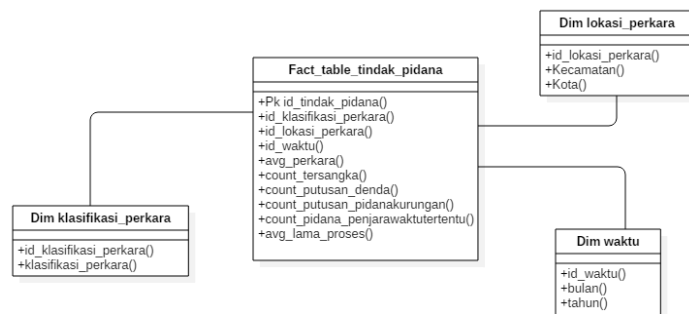 Dim lokasi_perkara
+id_lokasi_perkara()
+Kecamatan()
+Kota()
Fact_table_tindak_pidana
+Pk id_tindak_pidana()
+id_klasifikasi_perkara()
+id_lokasi_perkara()
+id_waktu()
+avg_perkara()
+count_tersangka()
+count_putusan_denda()
+count_putusan_pidanakurungan()
+count_pidana_penjarawaktutertentu()
+avg_lama_proses()
Dim klasifikasi_perkara
+id_klasifikasi_perkara()
+klasifikasi_perkara()
Dim waktu
+id_waktu()
+bulan()
+tahun()